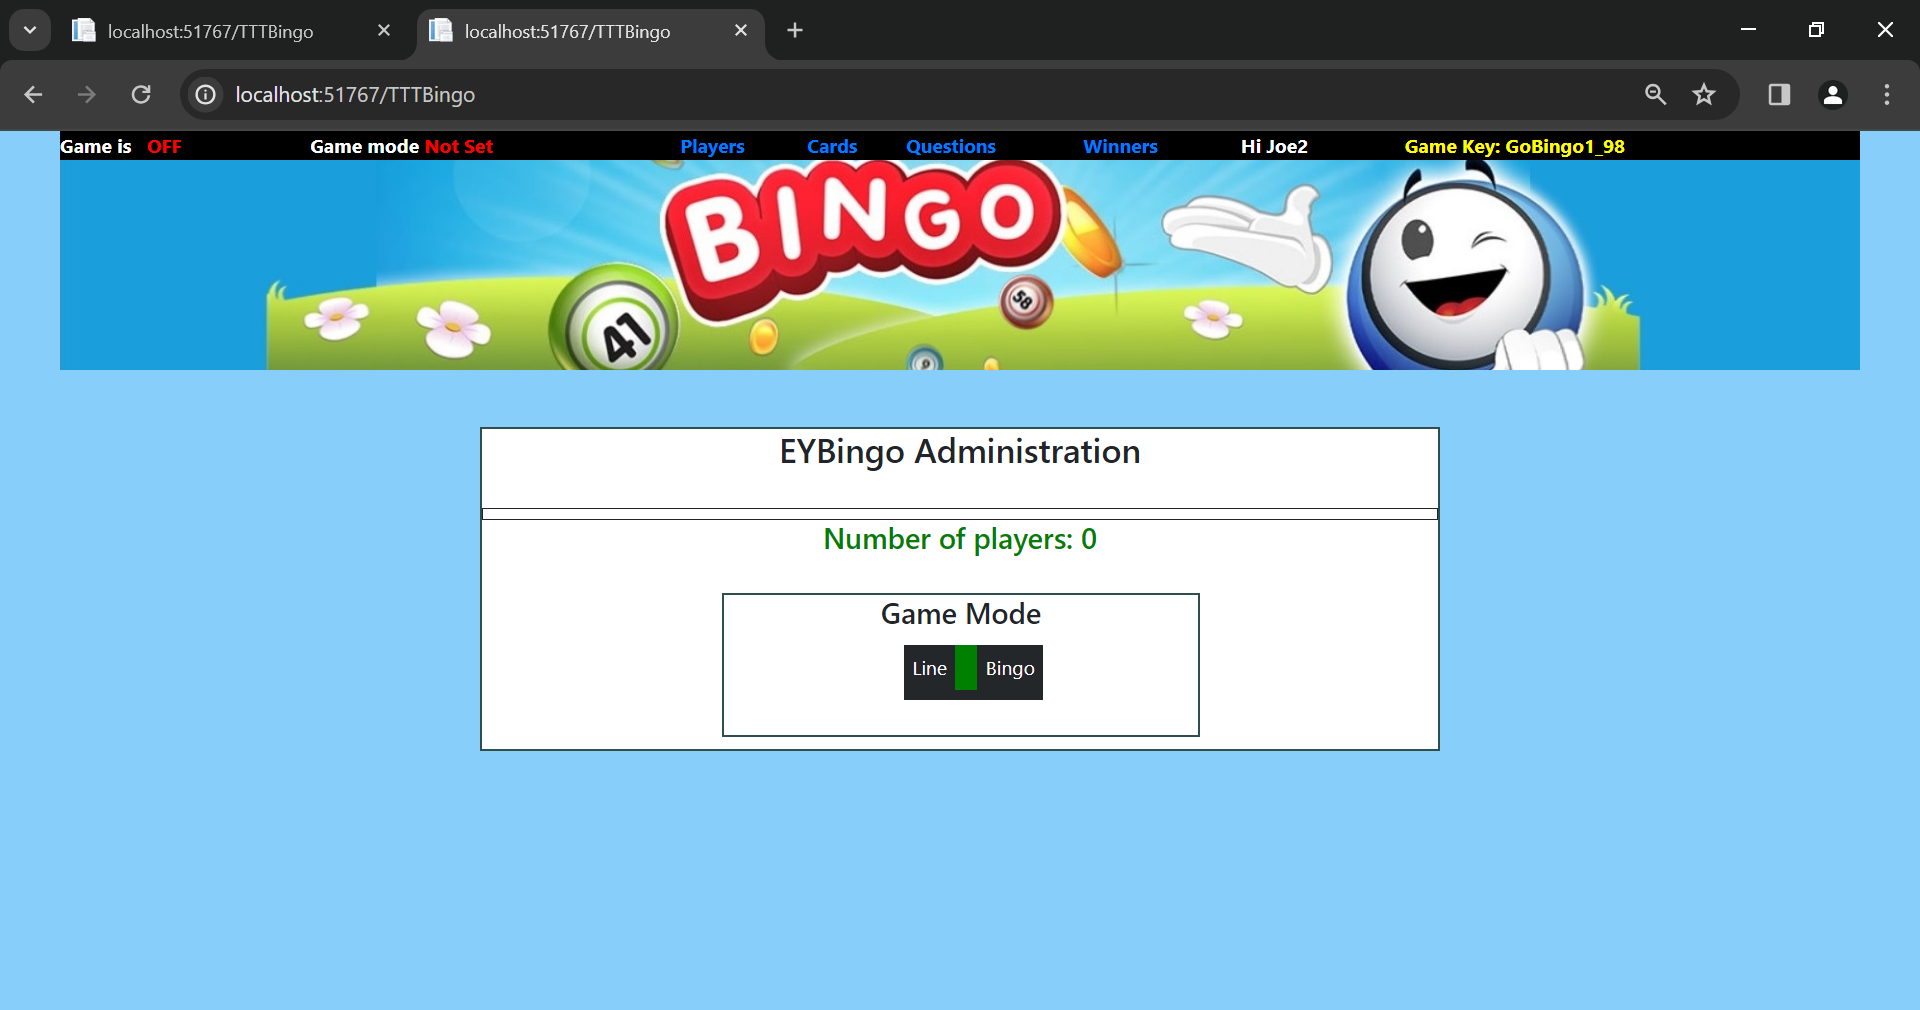 localhost:51767/TTTBingo
localhost:51767/TTTBingo
localhost:51767/TTTBingo
Game is OFF Game mode Not Set Players Cards Questions Winners Hi Joe2 Game Key: GoBingo1_98
BINGO
58
41
EYBingo Administration
Number of players: 0
Game Mode
Line Bingo